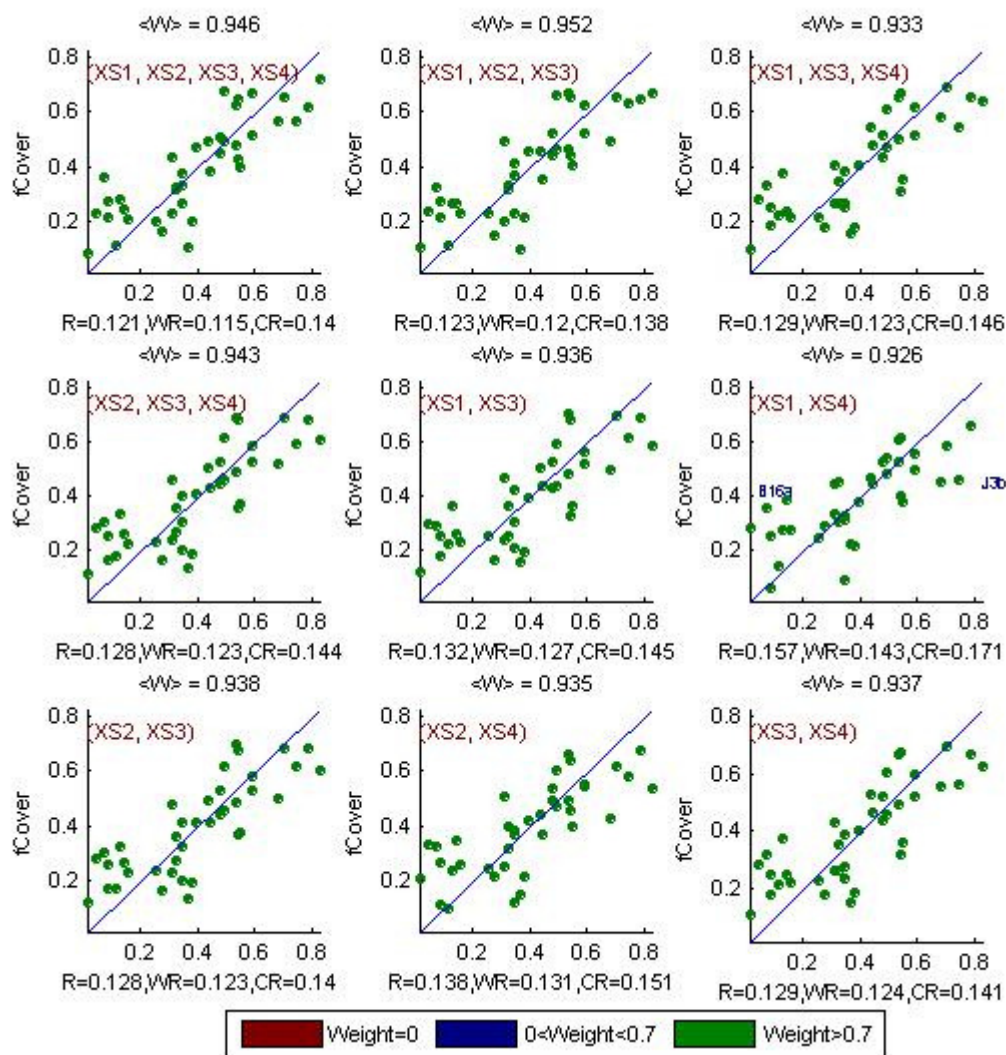 <W> = 0.946
<W> = 0.952
<W> = 0.933
0.8
0.6
0.4
0.2
fCover
(XS1, XS2, XS3, XS4)
0.2 0.4 0.6 0.8
R=0.121,WR=0.115,CR=0.14
0.8
0.6
0.4
0.2
fCover
(XS1, XS2, XS3)
0.2 0.4 0.6 0.8
R=0.123,WR=0.12,CR=0.138
0.8
0.6
0.4
0.2
fCover
(XS1, XS3, XS4)
0.2 0.4 0.6 0.8
R=0.129,WR=0.123,CR=0.146
<W> = 0.943
<W> = 0.936
<W> = 0.926
0.8
0.6
0.4
0.2
fCover
(XS2, XS3, XS4)
0.2 0.4 0.6 0.8
R=0.128,WR=0.123,CR=0.144
0.8
0.6
0.4
0.2
fCover
(XS1, XS3)
0.2 0.4 0.6 0.8
R=0.132,WR=0.127,CR=0.145
0.8
0.6
0.4
0.2
fCover
(XS1, XS4)
B16a
J3b
0.2 0.4 0.6 0.8
R=0.157,WR=0.143,CR=0.171
<W> = 0.938
<W> = 0.935
<W> = 0.937
0.8
0.6
0.4
0.2
fCover
(XS2, XS3)
0.2 0.4 0.6 0.8
R=0.128,WR=0.123,CR=0.14
0.8
0.6
0.4
0.2
fCover
(XS2, XS4)
0.2 0.4 0.6 0.8
R=0.138,WR=0.131,CR=0.151
0.8
0.6
0.4
0.2
fCover
(XS3, XS4)
0.2 0.4 0.6 0.8
R=0.129,WR=0.124,CR=0.141
Weight=0 0<Weight<0.7 Weight>0.7